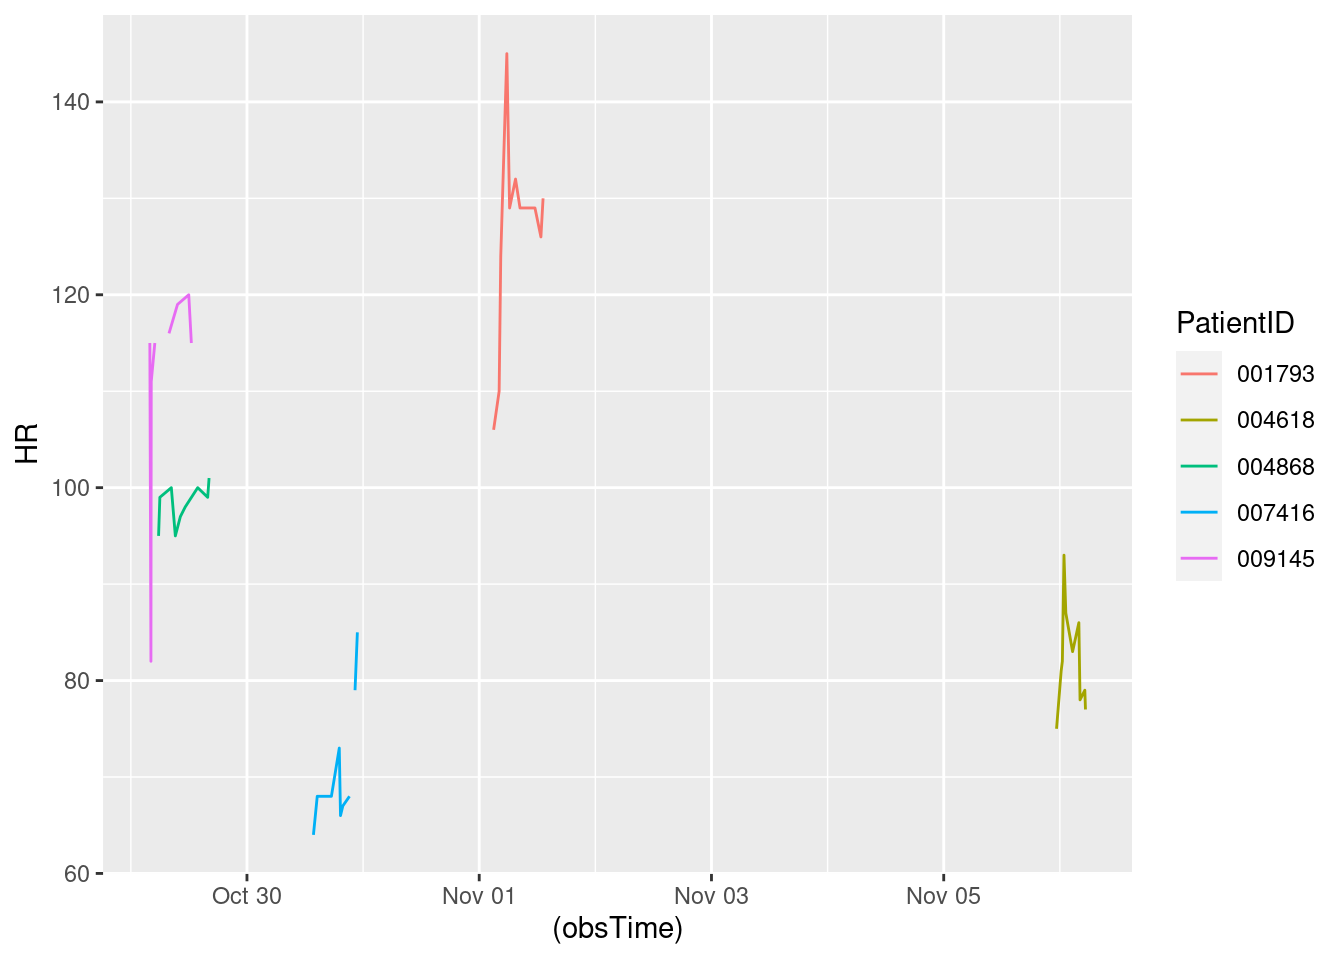 140
120
100
80
60
HR
Oct 30
Nov 01
Nov 03
Nov 05
(obsTime)
PatientID
001793
004618
004868
007416
009145